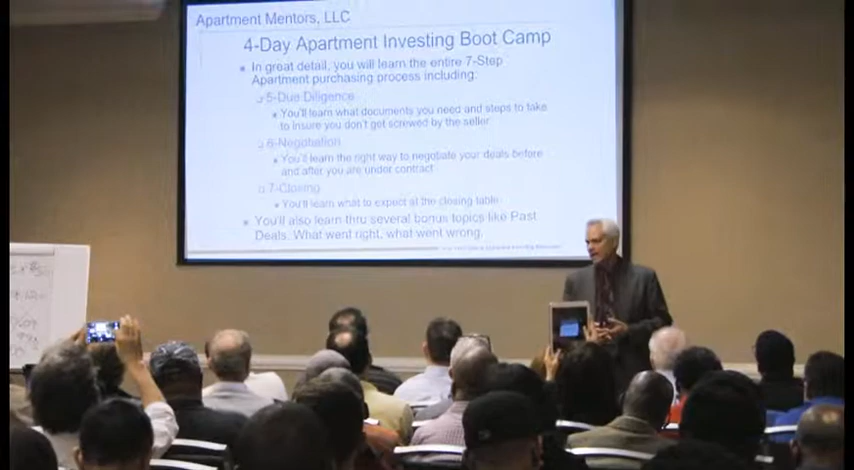 Apartment Mentors, LLC
4-Day Apartment Investing Boot Camp
In great detail, you will learn the entire 7-Step
Apartment purchasing process including:
5-Due Diligence
You'll learn what documents you need and steps to take
to insure you don't get screwed by the seller
6-Negotiation
You'll learn the right way to negotiate your deals before
and after you are under contract
7-Closing
You'll learn what to expect at the closing table
You'll also learn thru several bonus topics like Past
Deals. What went right, what went wrong.